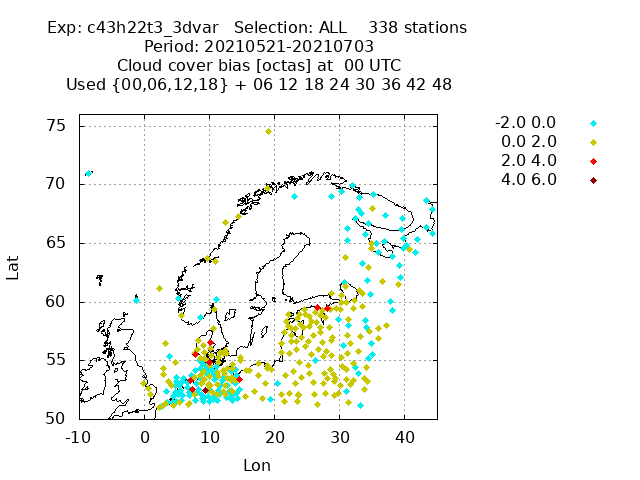 Exp: c43h22t3_3dvar   Selection: ALL    338 stations
Period: 20210521-20210703
Cloud cover bias [octas] at  00 UTC
Used {00,06,12,18} + 06 12 18 24 30 36 42 48
-2.0 0.0
0.0 2.0
2.0 4.0
4.0 6.0
75
70
65
60
55
50
Lat
-10 0 10 20 30 40
Lon